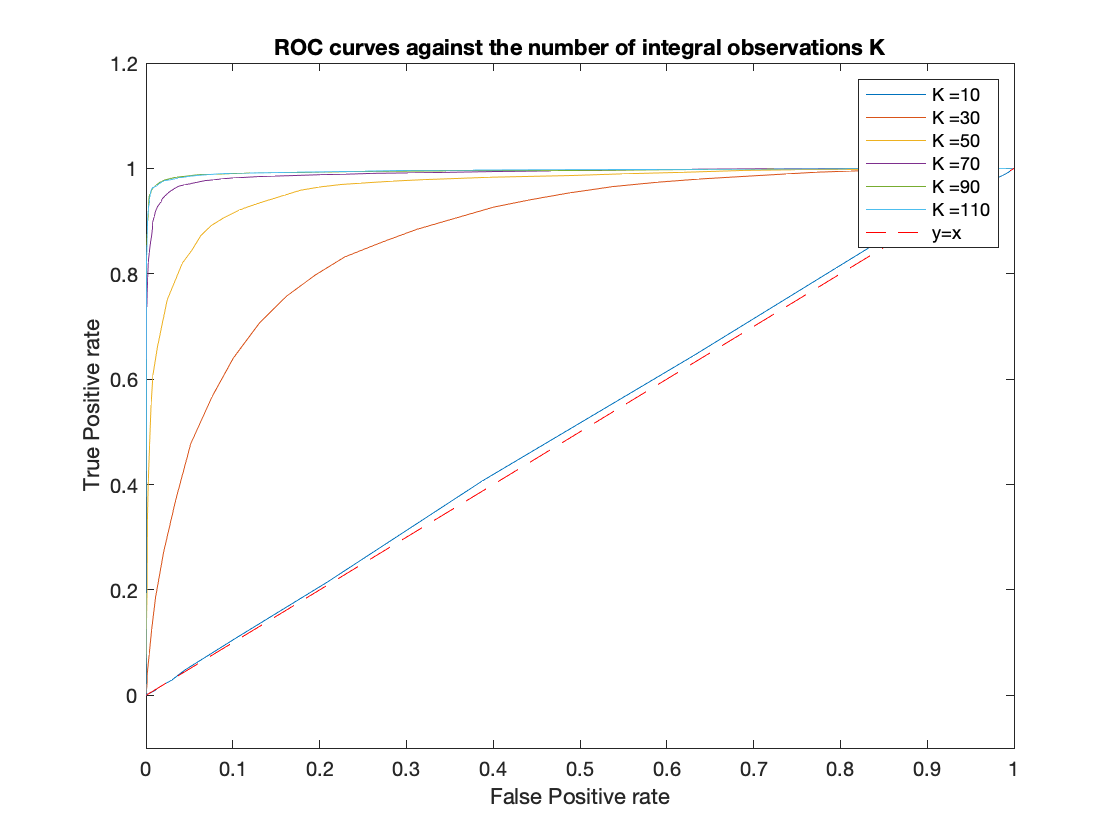 ROC curves against the number of integral observations K
1.2
1
0.8
0.6
0.4
0.2
0
True Positive rate
0
0.1
0.2
0.3
0.4
0.5
0.6
0.7
0.8
0.9
1
False Positive rate
K =10
K =30
K =50
K =70
K =90
K =110
y=x